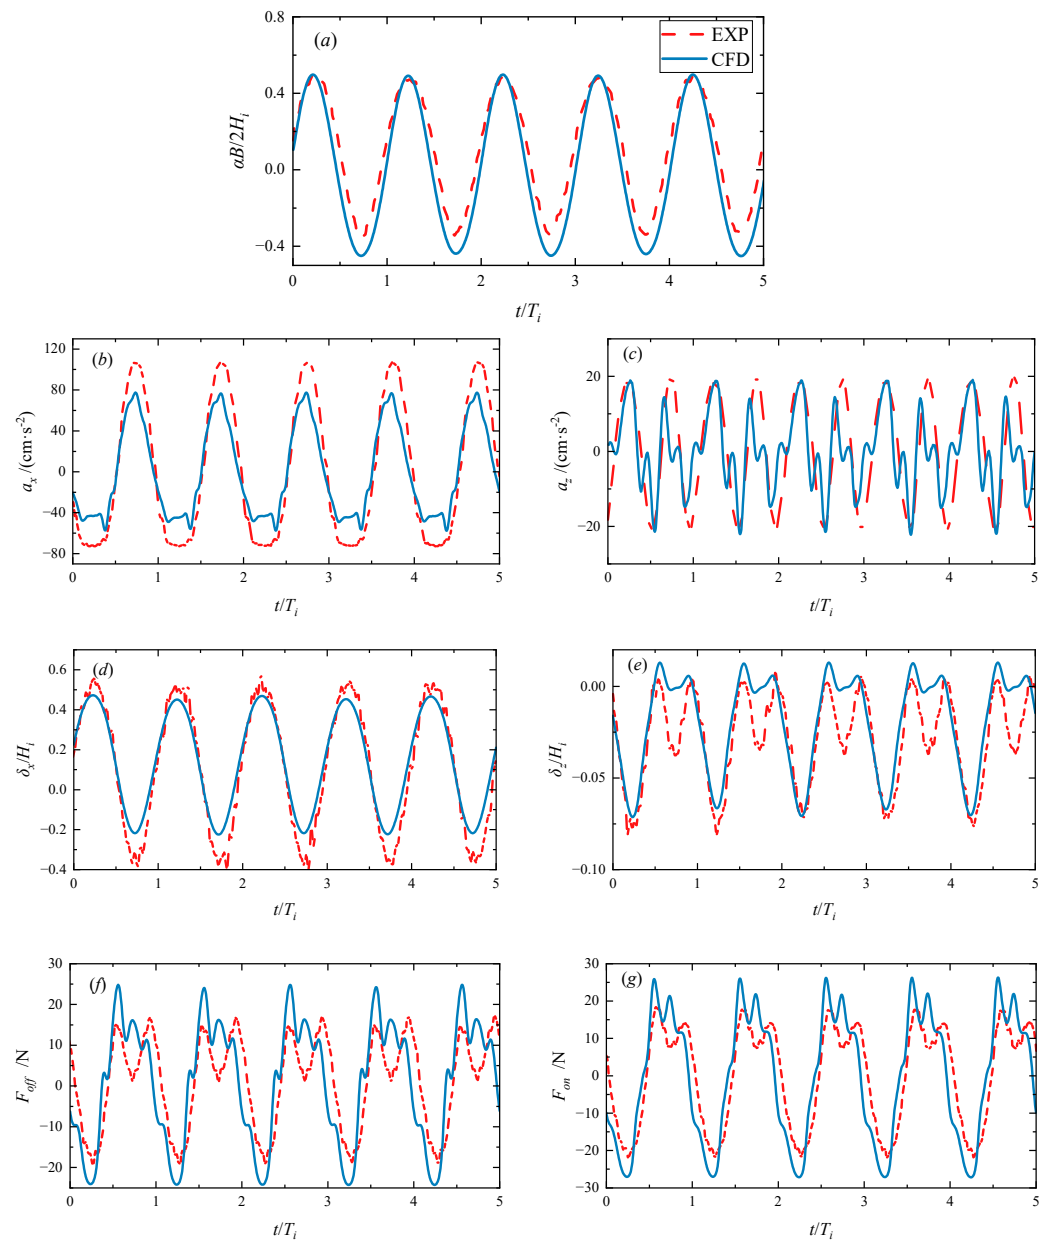 (a)
EXP
CFD
αB/2H_i
0.8
0.4
0.0
−0.4
0 1 2 3 4 5
t/T_i
(b)
a_x /(cm·s⁻²)
120
80
40
0
−40
−80
0 1 2 3 4 5
t/T_i
(c)
a_z /(cm·s⁻²)
20
0
−20
0 1 2 3 4 5
t/T_i
(d)
δ_x/H_i
0.6
0.4
0.2
0.0
−0.2
−0.4
0 1 2 3 4 5
t/T_i
(e)
δ_z/H_i
0.00
−0.05
−0.10
0 1 2 3 4 5
t/T_i
(f)
F_off /N
30
20
10
0
−10
−20
0 1 2 3 4 5
t/T_i
(g)
F_on /N
30
20
10
0
−10
−20
−30
0 1 2 3 4 5
t/T_i